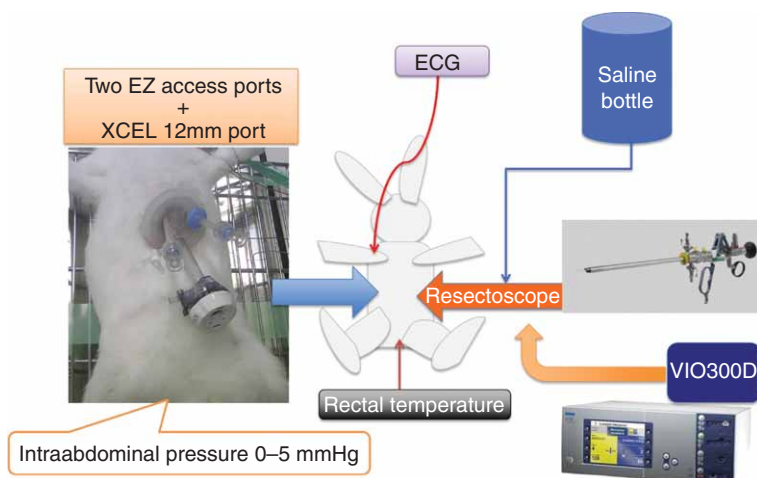 Two EZ access ports
+
XCEL 12mm port
ECG
Saline
bottle
Resectoscope
VIO300D
Rectal temperature
Intraabdominal pressure 0–5 mmHg